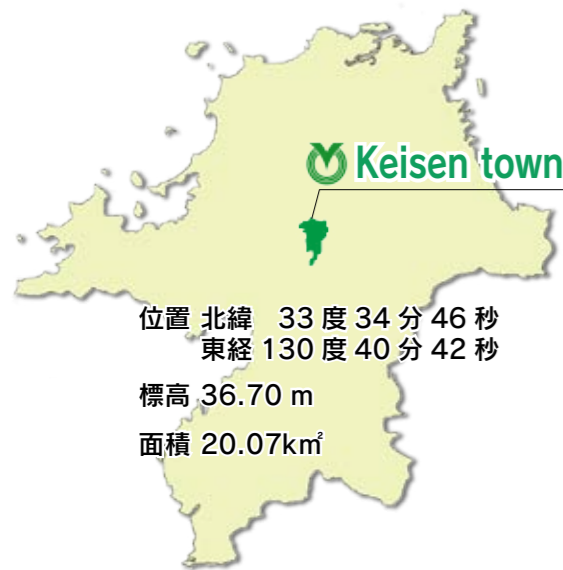 Keisen town
位置 北緯 33 度 34 分 46 秒
東経 130 度 40 分 42 秒
標高 36.70 m
面積 20.07k㎡